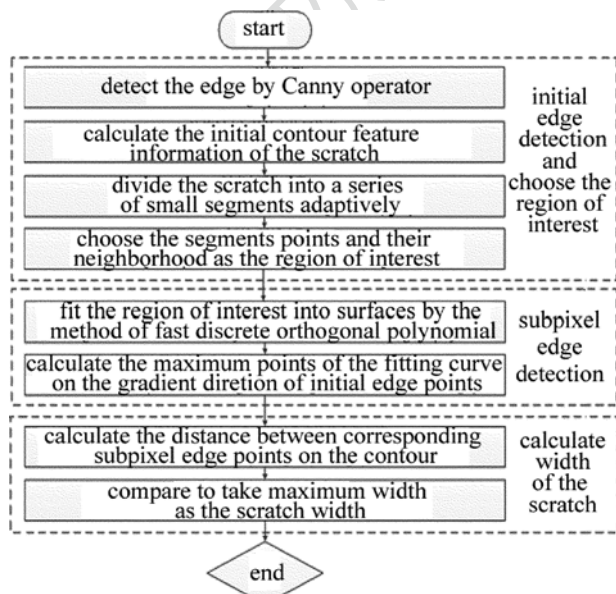 start
detect the edge by Canny operator
calculate the initial contour feature
information of the scratch
divide the scratch into a series
of small segments adaptively
choose the segments points and their
neighborhood as the region of interest
initial
edge
detection
and
choose the
region of
interest
fit the region of interest into surfaces by the
method of fast discrete orthogonal polynomial
calculate the maximum points of the fitting curve
on the gradient diretion of initial edge points
subpixel
edge
detection
calculate the distance between corresponding
subpixel edge points on the contour
compare to take maximum width
as the scratch width
calculate
width
of the
scratch
end